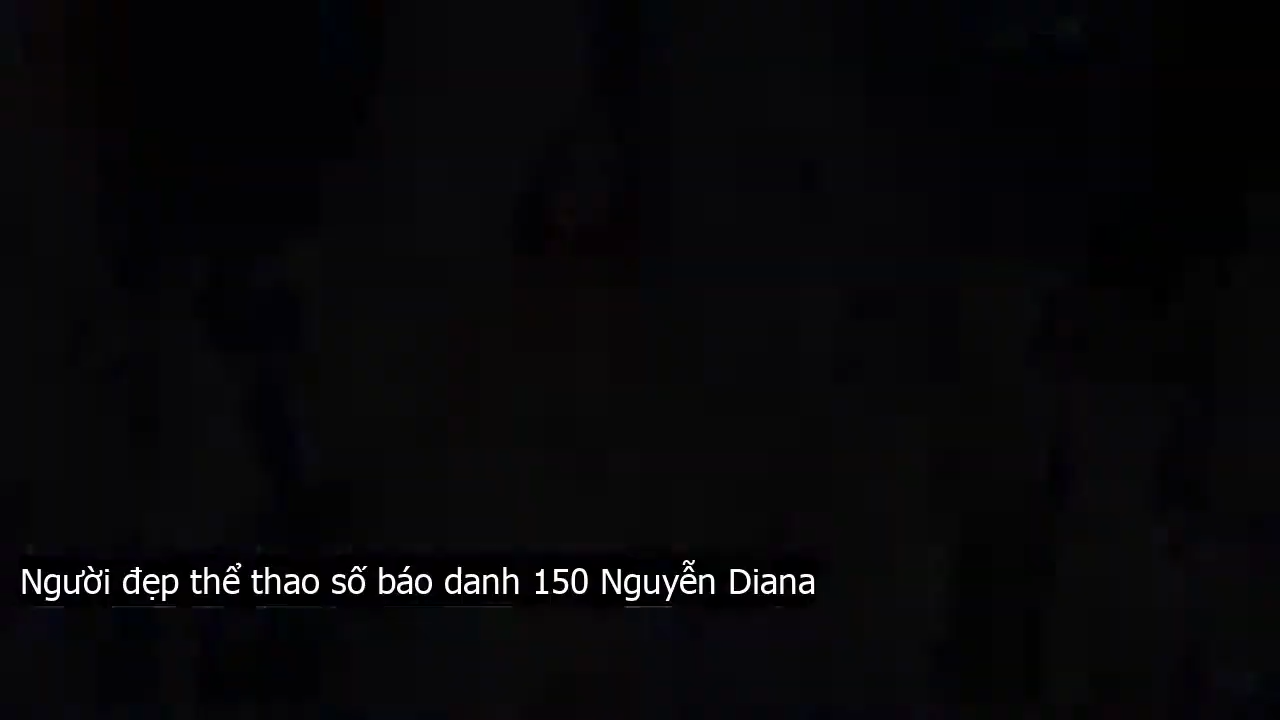 Người đẹp thể thao số báo danh 150 Nguyễn Diana